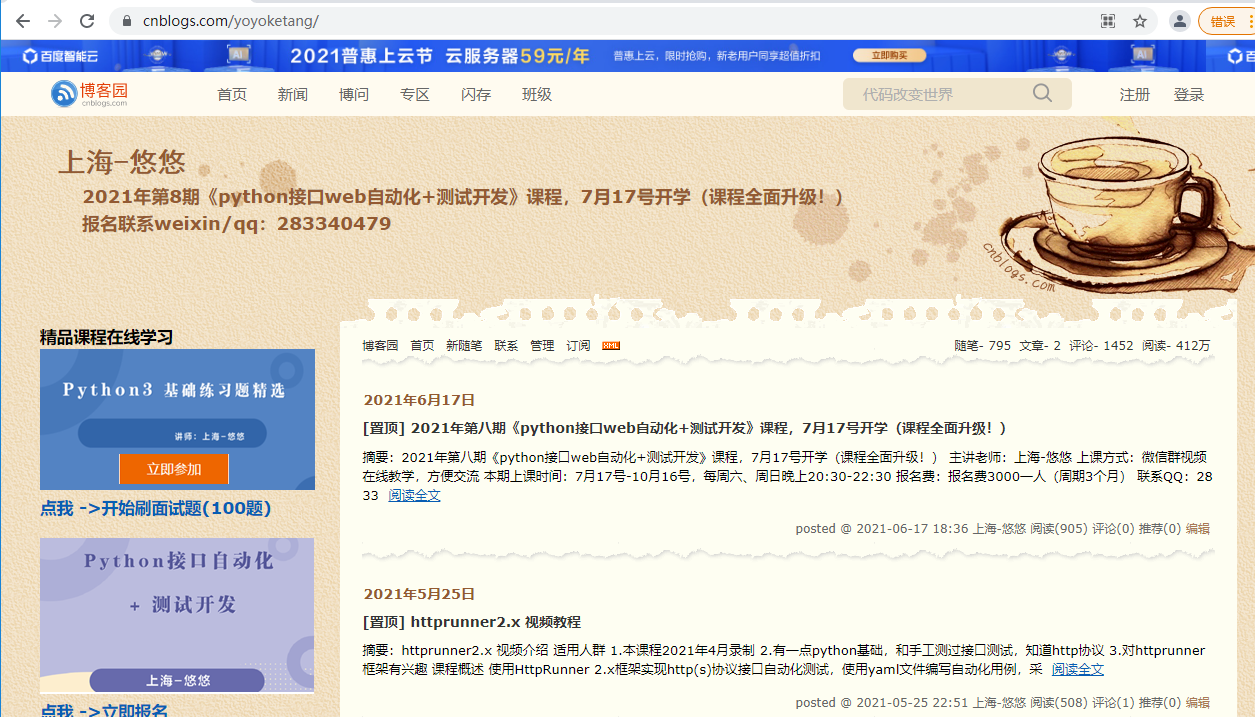 cnblogs.com/yoyoketang/
错误
百度智能云 AI 2021普惠上云节 云服务器59元/年 普惠上云，限时抢购，新老用户同享超值折扣 立即购买 AI 百
博客园 cnblogs.com 首页 新闻 博问 专区 闪存 班级 代码改变世界 注册 登录
上海-悠悠
2021年第8期《python接口web自动化+测试开发》课程，7月17号开学（课程全面升级！）
报名联系weixin/qq：283340479
cnblogs.com
精品课程在线学习
Python3 基础练习题精选
讲师：上海-悠悠
立即参加
点我 ->开始刷面试题(100题)
Python接口自动化
+ 测试开发
上海-悠悠
点我 ->立即报名
博客园 首页 新随笔 联系 管理 订阅 XML 随笔- 795 文章- 2 评论- 1452 阅读- 412万
2021年6月17日
[置顶] 2021年第八期《python接口web自动化+测试开发》课程，7月17号开学（课程全面升级！）
摘要：2021年第八期《python接口web自动化+测试开发》课程，7月17号开学（课程全面升级！） 主讲老师：上海-悠悠 上课方式：微信群视频
在线教学，方便交流 本期上课时间：7月17号-10月16号，每周六、周日晚上20:30-22:30 报名费：报名费3000一人（周期3个月） 联系QQ：28
33 阅读全文
posted @ 2021-06-17 18:36 上海-悠悠 阅读(905) 评论(0) 推荐(0) 编辑
2021年5月25日
[置顶] httprunner2.x 视频教程
摘要：httprunner2.x 视频介绍 适用人群 1.本课程2021年4月录制 2.有一点python基础，和手工测过接口测试，知道http协议 3.对httprunner
框架有兴趣 课程概述 使用HttpRunner 2.x框架实现http(s)协议接口自动化测试，使用yaml文件编写自动化用例，采 阅读全文
posted @ 2021-05-25 22:51 上海-悠悠 阅读(508) 评论(1) 推荐(0) 编辑